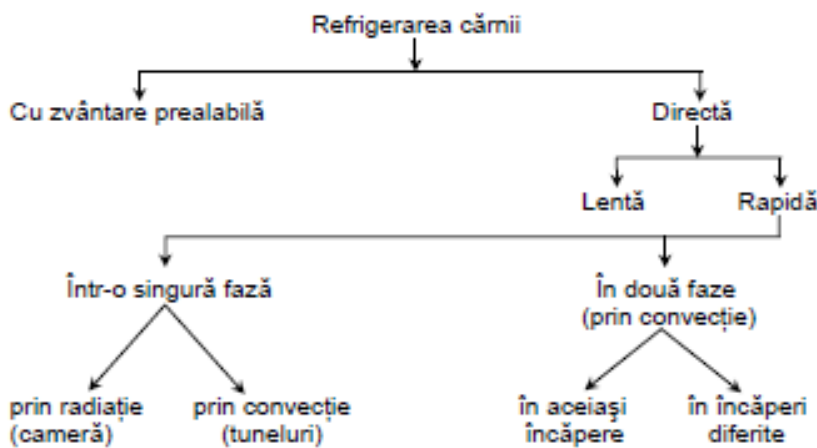 Refrigerarea cărnii
Cu zvântare prealabilă
Directă
Lentă
Rapidă
Într-o singură fază
În două faze
(prin convecție)
prin radiație
(cameră)
prin convecție
(tuneluri)
în aceiași
încăpere
în încăperi
diferite